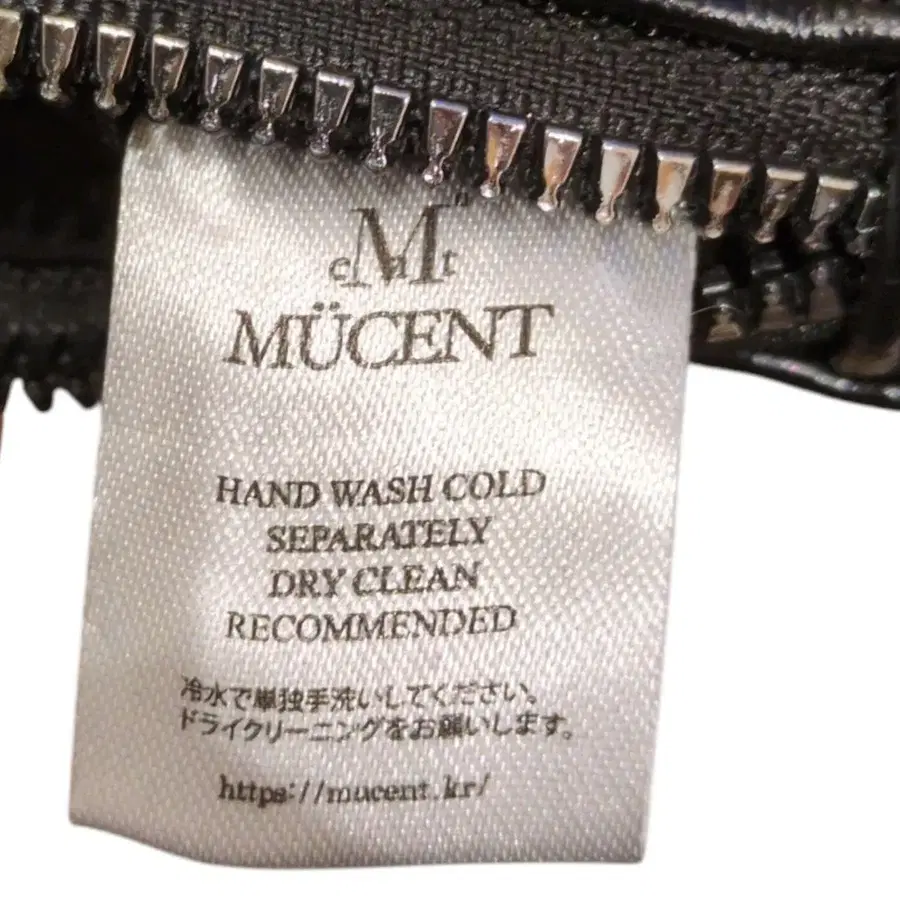 MÜCENT
HAND WASH COLD
SEPARATELY
DRY CLEAN
RECOMMENDED
冷水で単独手洗いしてください。
ドライクリーニングをお願いします。
https://mucent.kr/